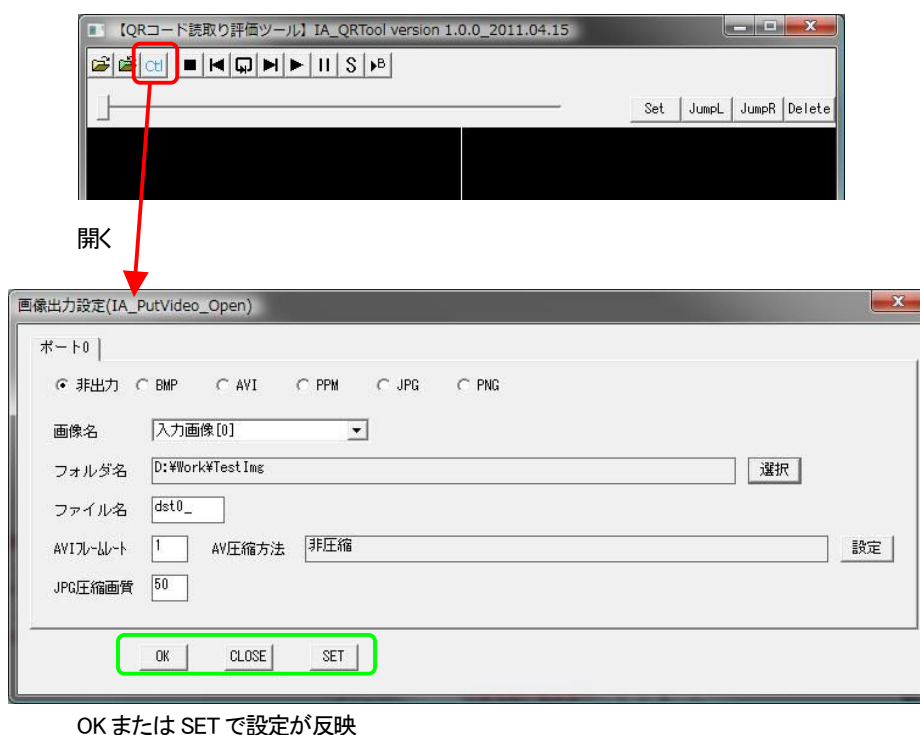 【QRコード読取り評価ツール】IA_QRTool version 1.0.0_2011.04.15
Ctl S B
Set JumpL JumpR Delete
開く
画像出力設定(IA_PutVideo_Open)
ポート0
非出力 BMP AVI PPM JPG PNG
画像名 入力画像[0]
フォルダ名 D:¥Work¥TestImg 選択
ファイル名 dst0_
AVIフレームレート 1 AV圧縮方法 非圧縮 設定
JPG圧縮画質 50
OK CLOSE SET
OK または SET で設定が反映